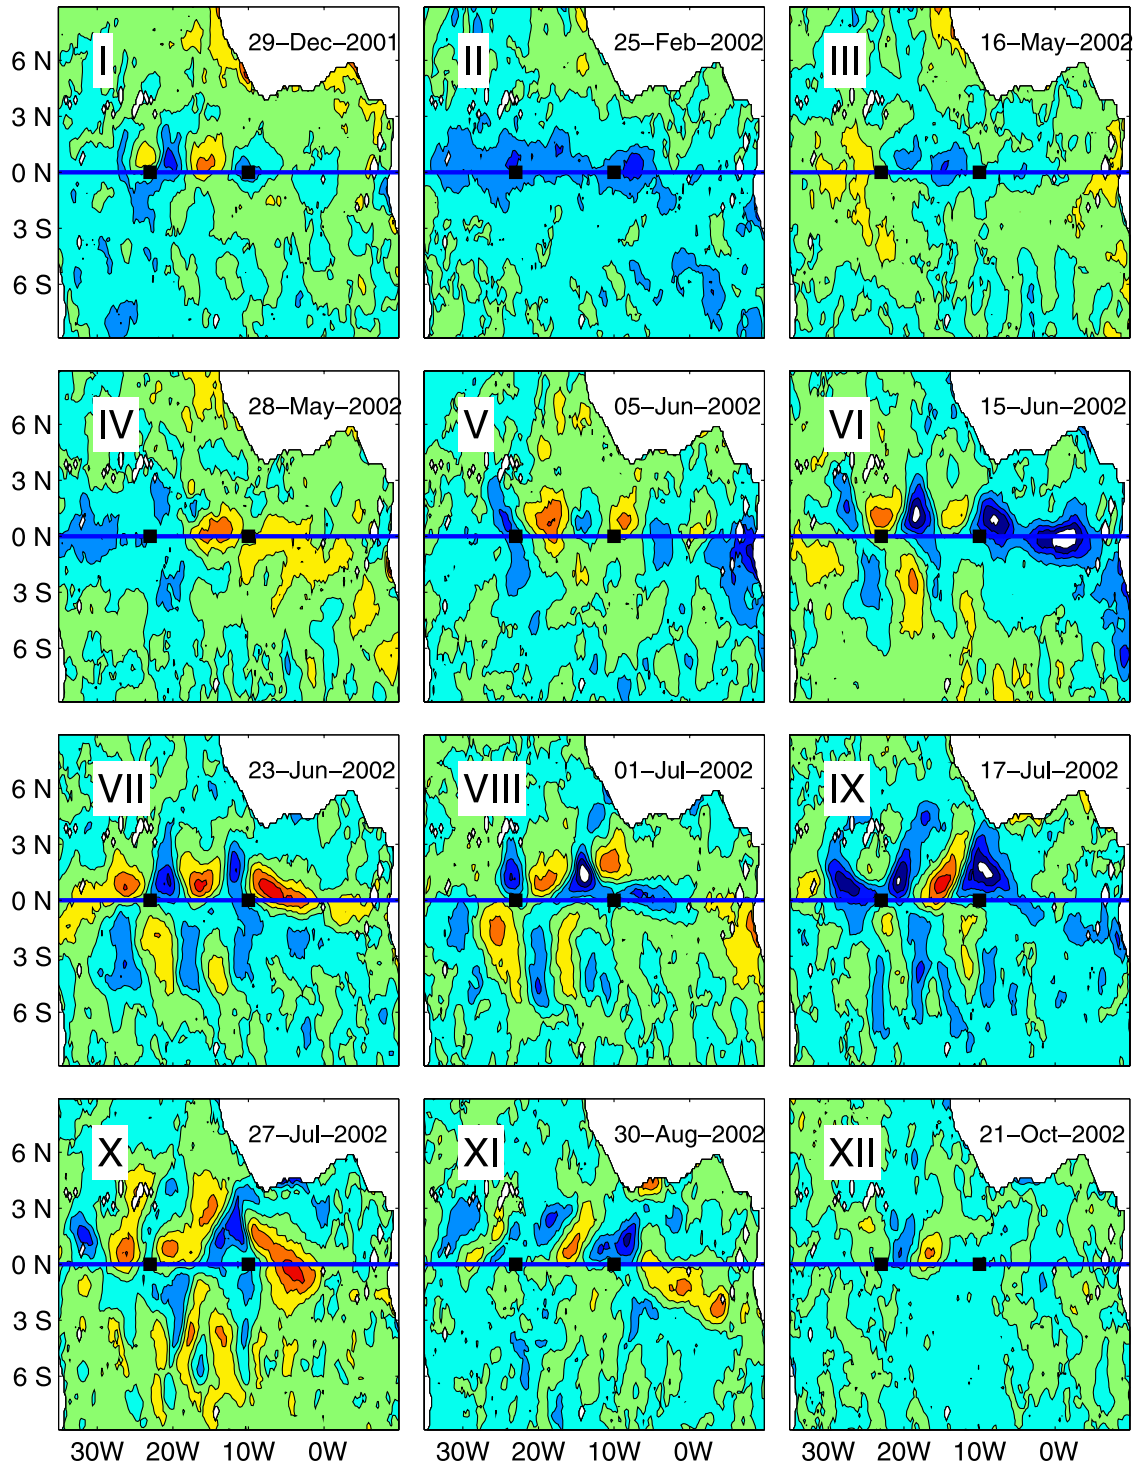 I
29–Dec–2001
II
25–Feb–2002
III
16–May–2002
6 N
3 N
0 N
3 S
6 S
IV
28–May–2002
V
05–Jun–2002
VI
15–Jun–2002
6 N
3 N
0 N
3 S
6 S
VII
23–Jun–2002
VIII
01–Jul–2002
IX
17–Jul–2002
6 N
3 N
0 N
3 S
6 S
X
27–Jul–2002
XI
30–Aug–2002
XII
21–Oct–2002
6 N
3 N
0 N
3 S
6 S
30W 20W 10W 0W 30W 20W 10W 0W 30W 20W 10W 0W